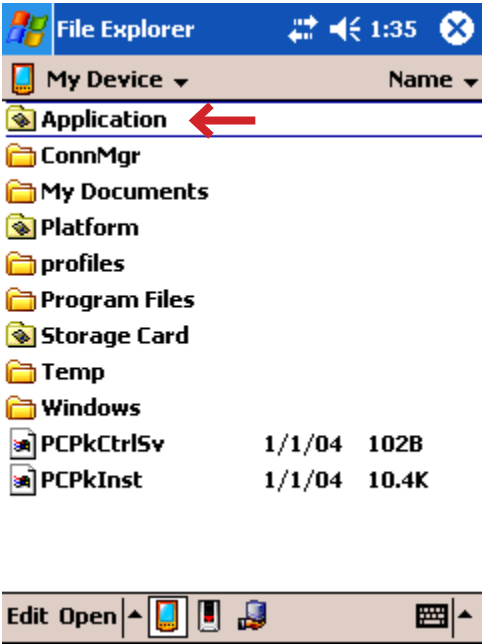 File Explorer 1:35
My Device Name
Application
ConnMgr
My Documents
Platform
profiles
Program Files
Storage Card
Temp
Windows
PCPkCtrlSv 1/1/04 102B
PCPkInst 1/1/04 10.4K
Edit Open